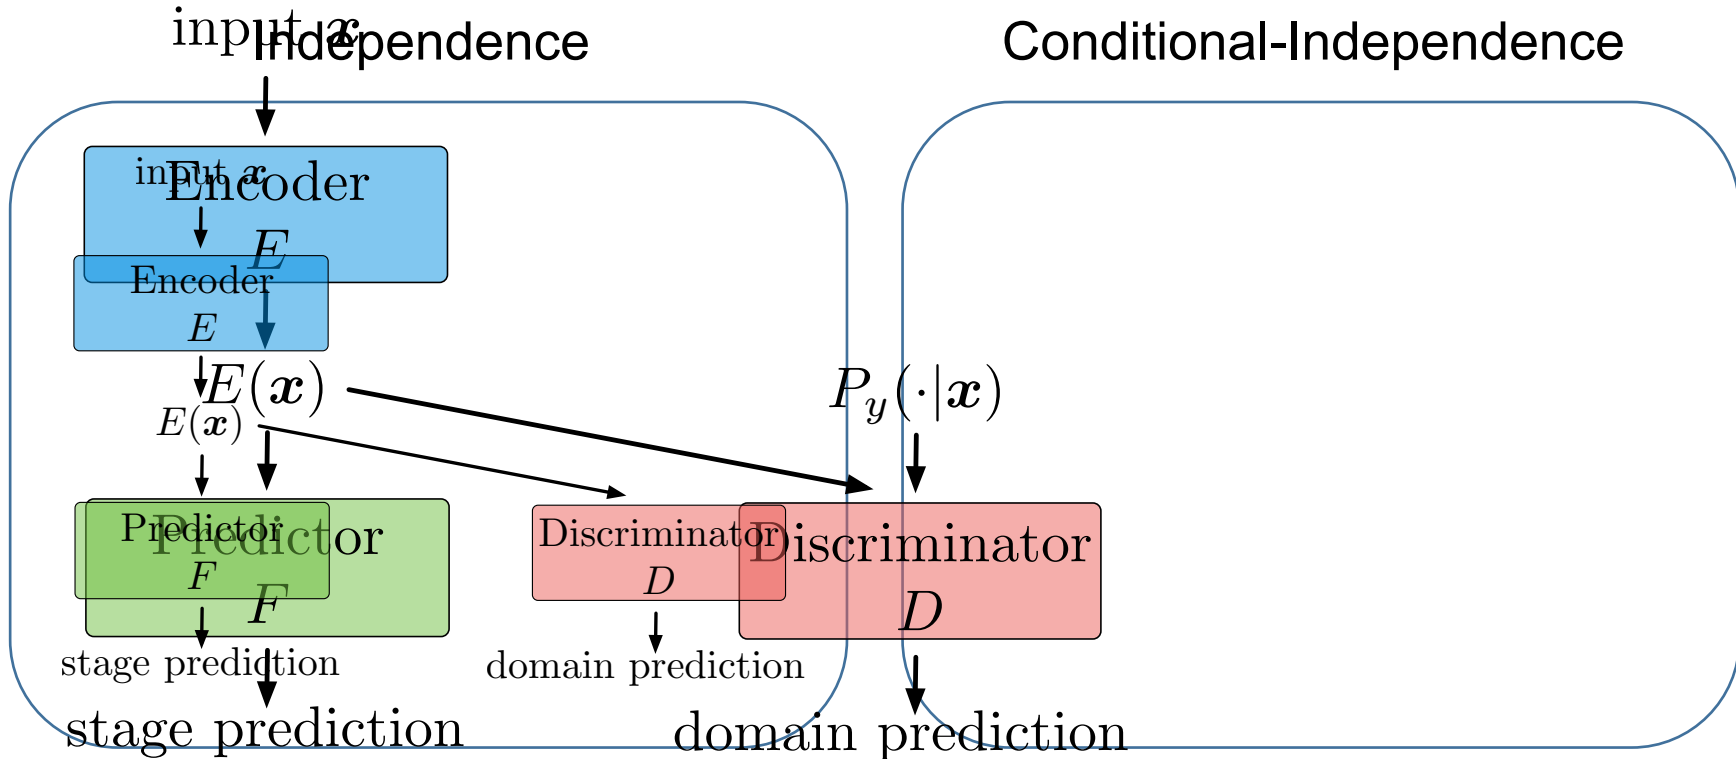 input x
Independence
Conditional-Independence
input x
Encoder
E
Encoder
E
E(x)
P_y(·|x)
E(x)
Predictor
F
Predictor
F
Discriminator
D
Discriminator
D
stage prediction
domain prediction
stage prediction
domain prediction